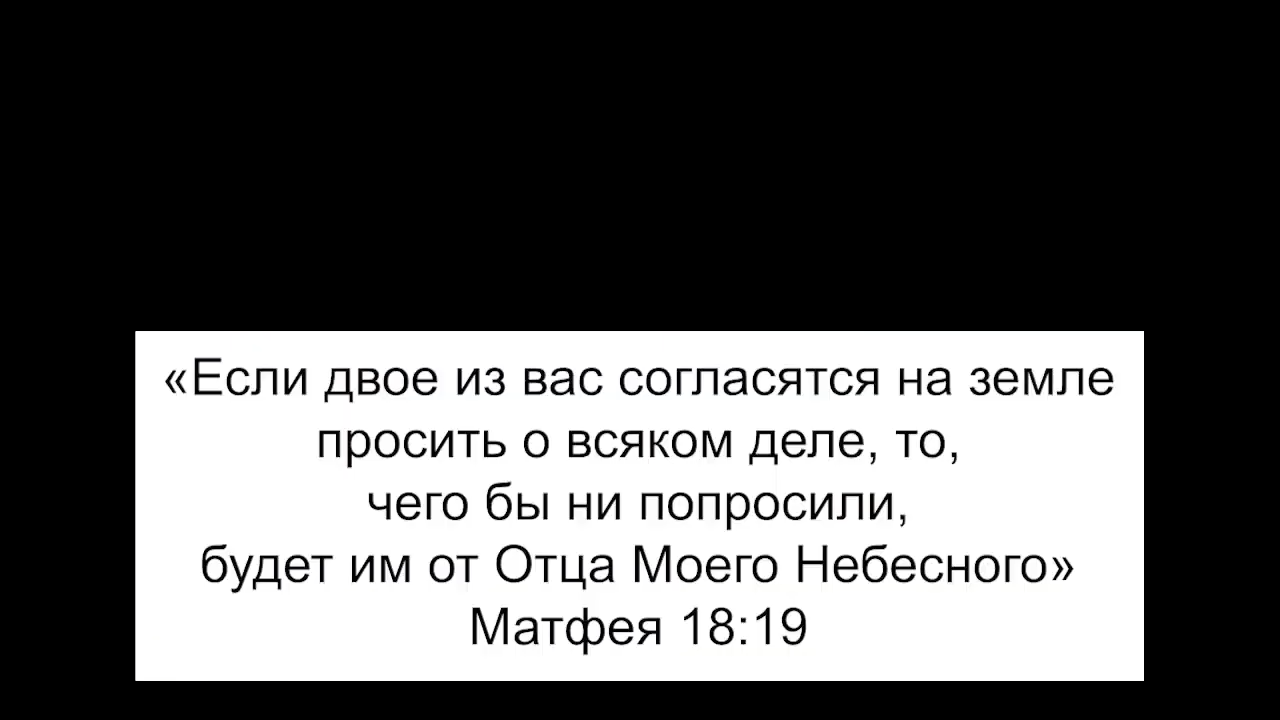 «Если двое из вас согласятся на земле
просить о всяком деле, то,
чего бы ни попросили,
будет им от Отца Моего Небесного»
Матфея 18:19